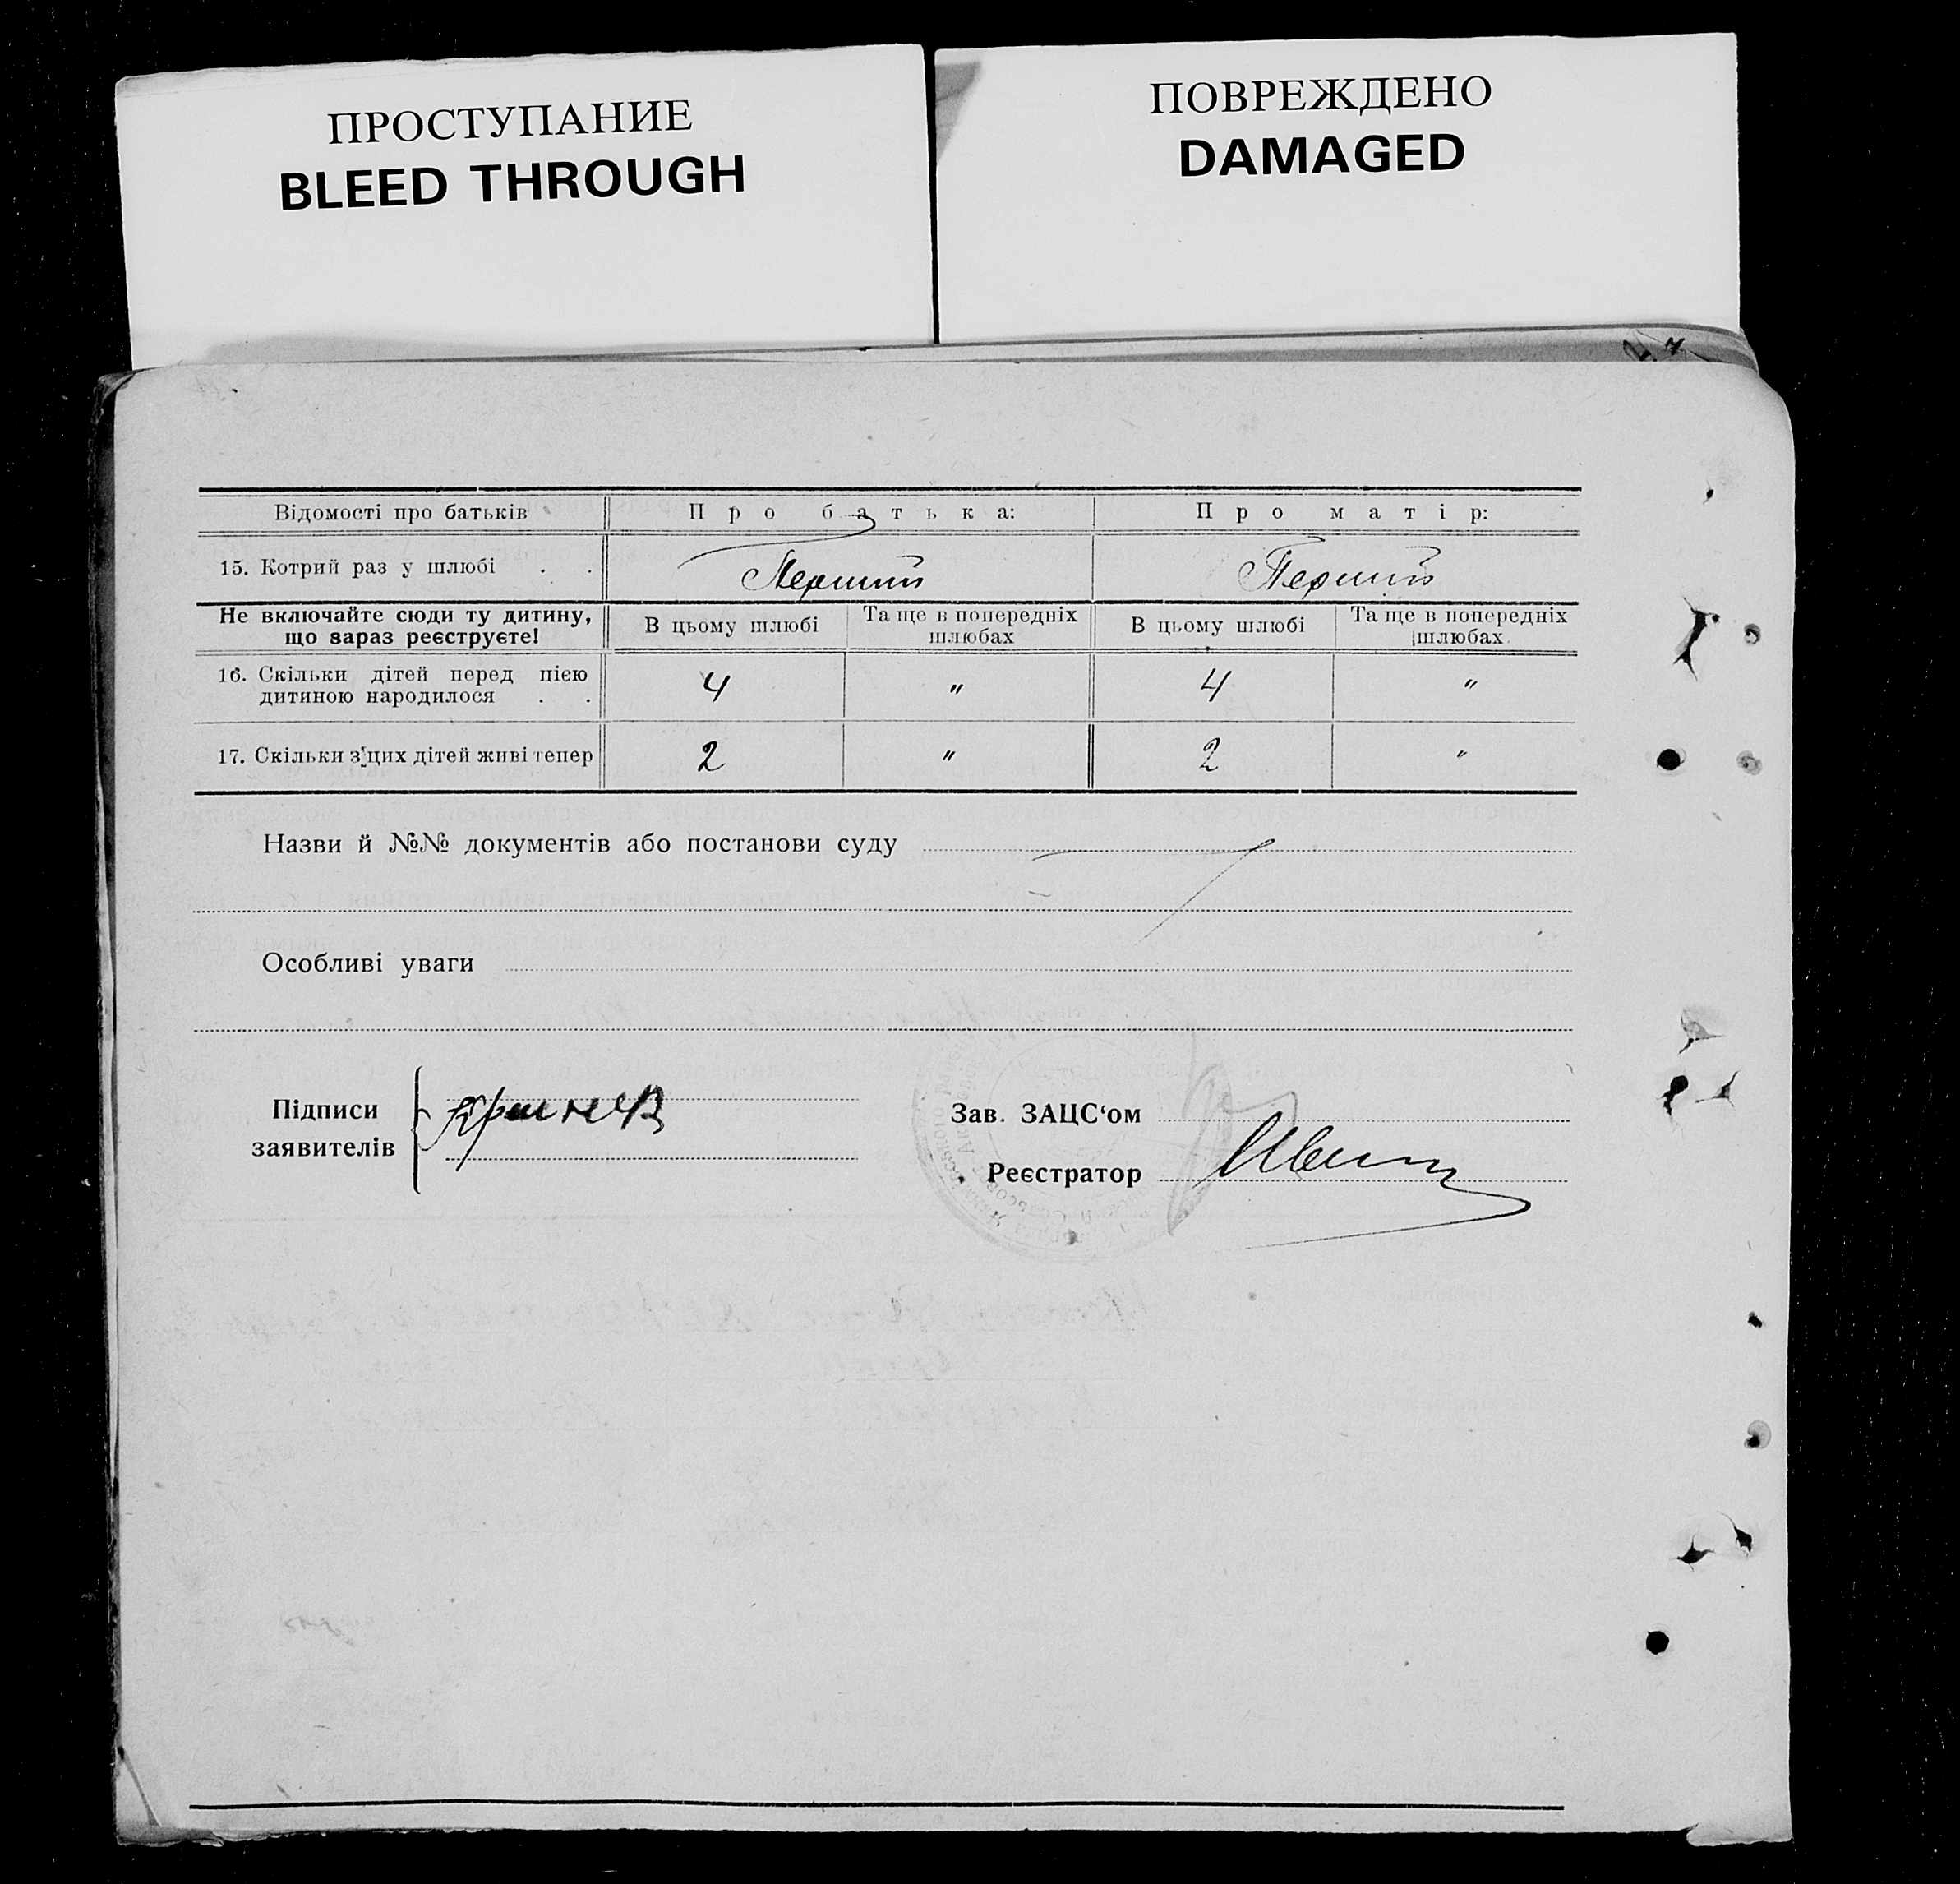 ПРОСТУПАНИЕ
BLEED THROUGH
ПОВРЕЖДЕНО
DAMAGED
Відомості про батьків
Про батька:
Про матір:
15. Котрий раз у шлюбі . .
Перший
Перший
Не включайте сюди ту дитину,
що зараз реєструєте!
В цьому шлюбі
Та ще в попередніх
шлюбах
В цьому шлюбі
Та ще в попередніх
шлюбах
16. Скільки дітей перед цією
дитиною народилося . .
4
"
4
"
17. Скільки з цих дітей живі тепер
2
"
2
"
Назви й №№ документів або постанови суду
Особливі уваги
Підписи
заявителів
Зав. ЗАЦС‘ом
Реєстратор